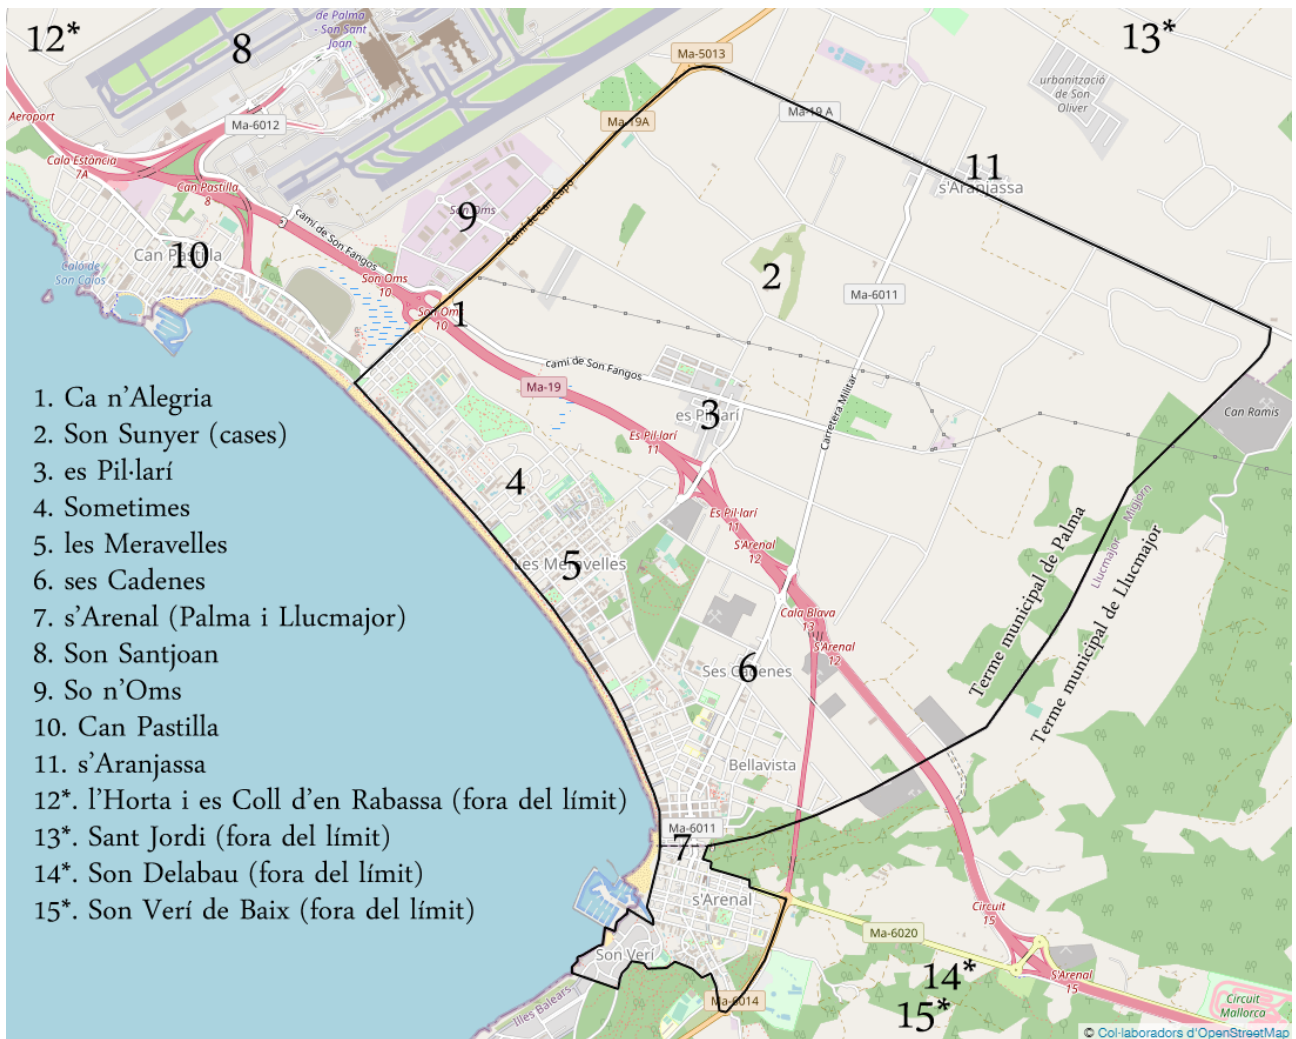 12*
8
de Palma
- Son Sant
Joan
Ma-5013
13*
urbanització
de Son
Oliver
Aeroport
Ma-6012
Ma-19A
Ma-19 A
Cala Estància
7A
Can Pastilla
8
11
s'Aranjassa
9
Son Oms
Camí de Can Capó
Camí de Son Fangos
10
Can Pastilla
Caló de
Son Caios
Son Oms
10
2
Ma-6011
1
Son Oms
10
camí de Son Fangos
Ma-19
3
es Pil·larí
Carretera Militar
Can Ramis
Es Pil·larí
11
1. Ca n'Alegria
2. Son Sunyer (cases)
3. es Pil·larí
4. Sometimes
5. les Meravelles
6. ses Cadenes
7. s'Arenal (Palma i Llucmajor)
8. Son Santjoan
9. So n'Oms
10. Can Pastilla
11. s'Aranjassa
12*. l'Horta i es Coll d'en Rabassa (fora del límit)
13*. Sant Jordi (fora del límit)
14*. Son Delabau (fora del límit)
15*. Son Verí de Baix (fora del límit)
4
Es Pil·larí
11
S'Arenal
12
5
Les Meravelles
Migjorn
Llucmajor
Terme municipal de Palma
Terme municipal de Llucmajor
Cala Blava
13
S'Arenal
12
6
Ses Cadenes
Bellavista
Ma-6011
7
s'Arenal
Circuit
15
Ma-6020
Son Verí
14*
S'Arenal
15
Ma-6014
15*
Illes Balears
Circuit
Mallorca
© Col·laboradors d'OpenStreetMap